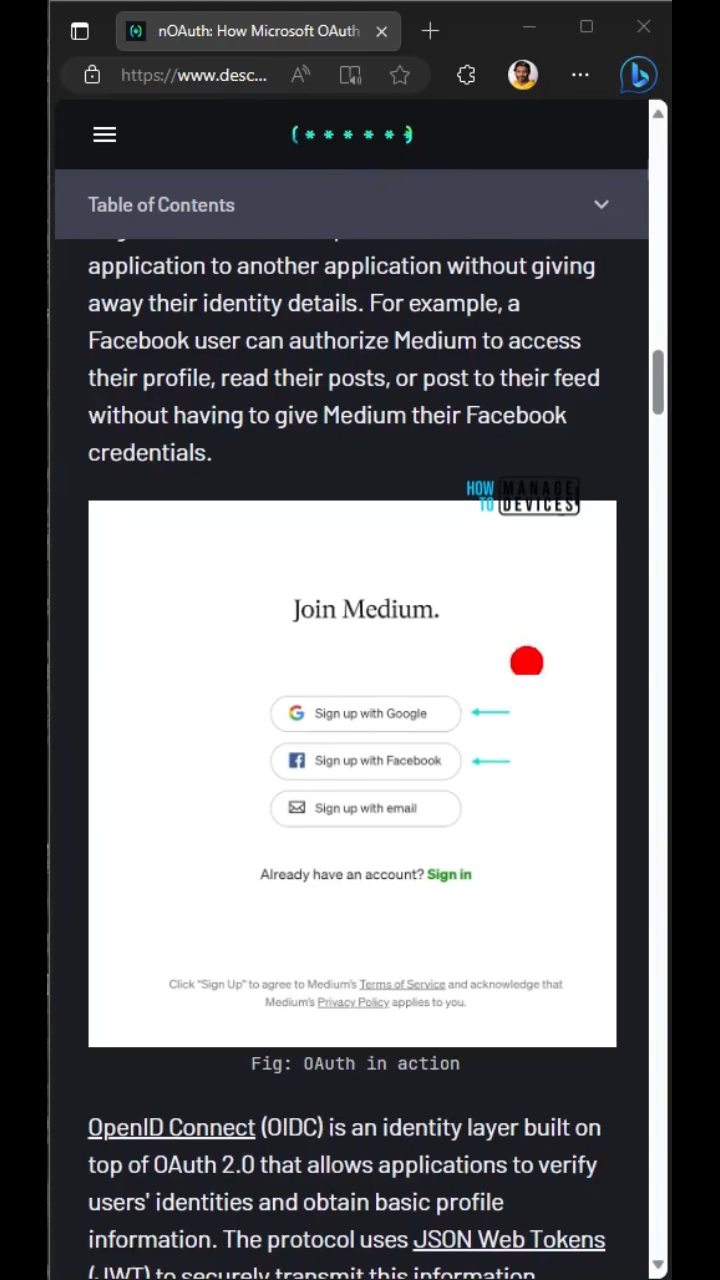 nOAuth: How Microsoft OAuth
https://www.desc...
(*****)
Table of Contents
application to another application without giving
away their identity details. For example, a
Facebook user can authorize Medium to access
their profile, read their posts, or post to their feed
without having to give Medium their Facebook
credentials.
HOW MANAGE
TO DEVICES
Join Medium.
Sign up with Google
Sign up with Facebook
Sign up with email
Already have an account? Sign in
Click “Sign Up” to agree to Medium’s Terms of Service and acknowledge that
Medium’s Privacy Policy applies to you.
Fig: OAuth in action
OpenID Connect (OIDC) is an identity layer built on
top of OAuth 2.0 that allows applications to verify
users' identities and obtain basic profile
information. The protocol uses JSON Web Tokens
(JWT) to securely transmit this information